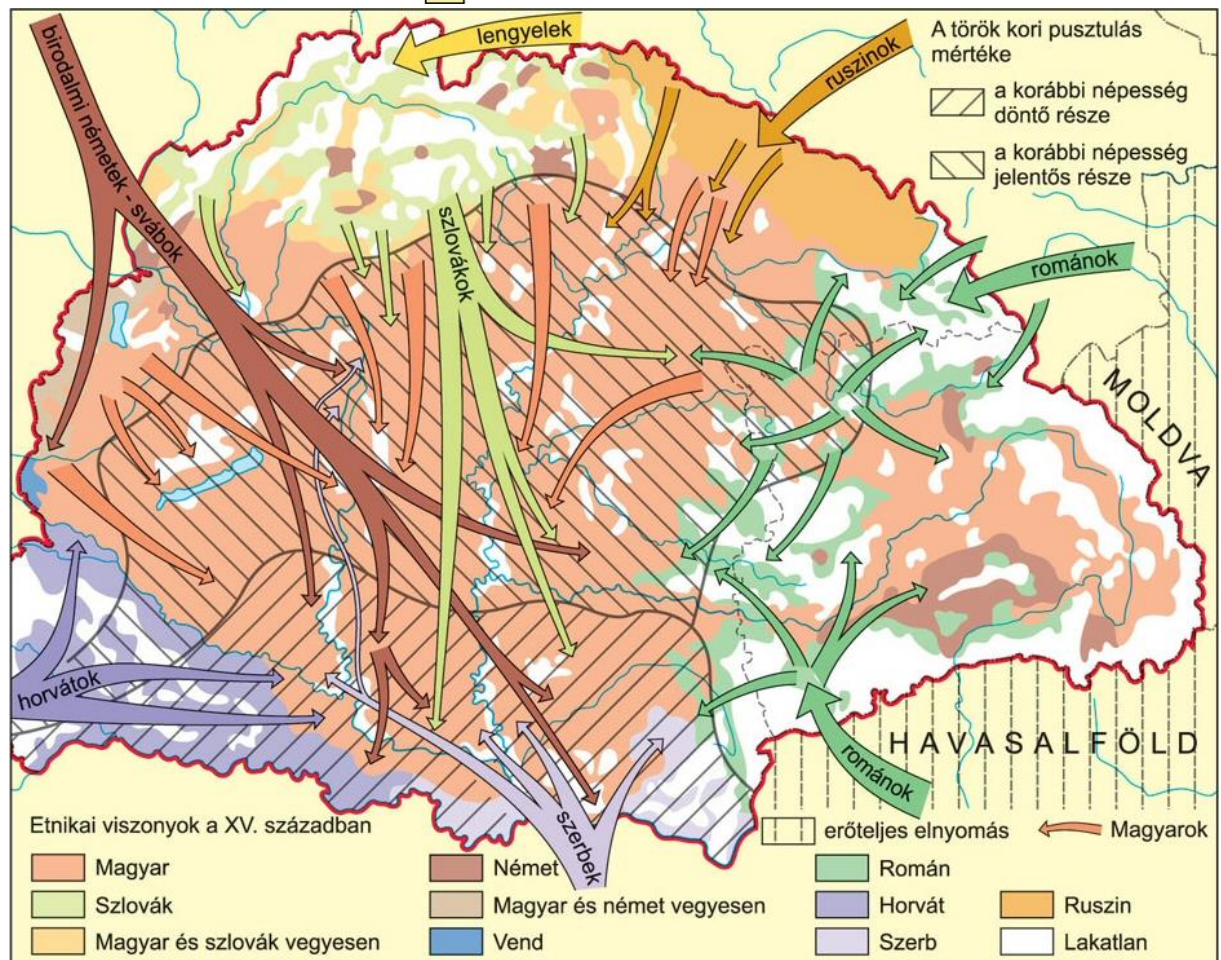 birodalmi németek - svábok
lengyelek
ruszinok
A török kori pusztulás
mértéke
a korábbi népesség
döntő része
a korábbi népesség
jelentős része
szlovákok
románok
MOLDVA
horvátok
szerbek
románok
HAVASALFÖLD
Etnikai viszonyok a XV. században
erőteljes elnyomás
Magyarok
Magyar
Német
Román
Szlovák
Magyar és német vegyesen
Horvát
Ruszin
Magyar és szlovák vegyesen
Vend
Szerb
Lakatlan